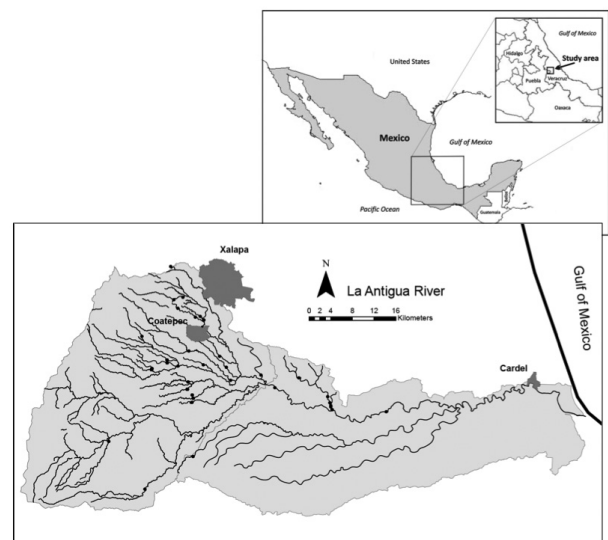 Gulf of Mexico
Hidalgo
Study area
Puebla
Veracruz
Oaxaca
United States
Mexico
Gulf of Mexico
Pacific Ocean
Guatemala
Belize
Xalapa
N
La Antigua River
0 2 4 8 12 16
Kilometers
Coatepec
Gulf of Mexico
Cardel